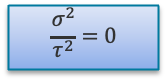 σ²/τ² = 0